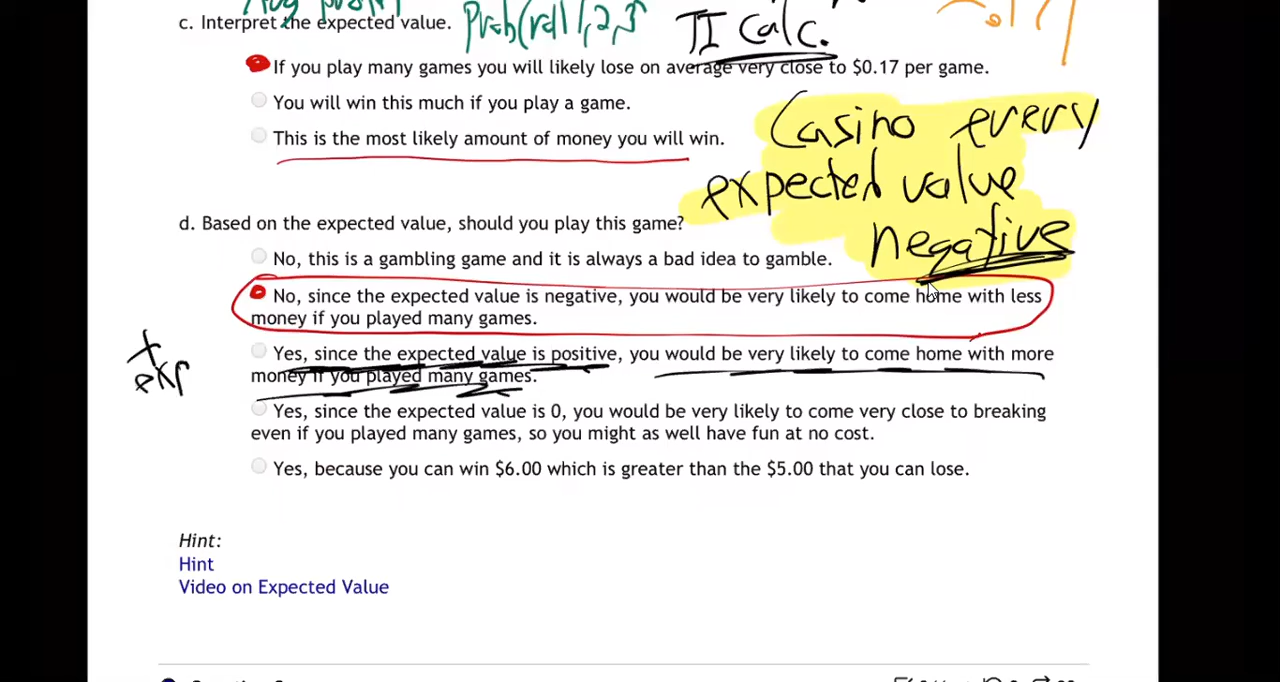 c. Interpret the expected value.
Prob(roll 1,2,3
TI Calc.
If you play many games you will likely lose on average very close to $0.17 per game.
You will win this much if you play a game.
This is the most likely amount of money you will win.
Casino every
expected value
negative
d. Based on the expected value, should you play this game?
No, this is a gambling game and it is always a bad idea to gamble.
No, since the expected value is negative, you would be very likely to come home with less
money if you played many games.
+
exp
Yes, since the expected value is positive, you would be very likely to come home with more
money if you played many games.
Yes, since the expected value is 0, you would be very likely to come very close to breaking
even if you played many games, so you might as well have fun at no cost.
Yes, because you can win $6.00 which is greater than the $5.00 that you can lose.
Hint:
Hint
Video on Expected Value